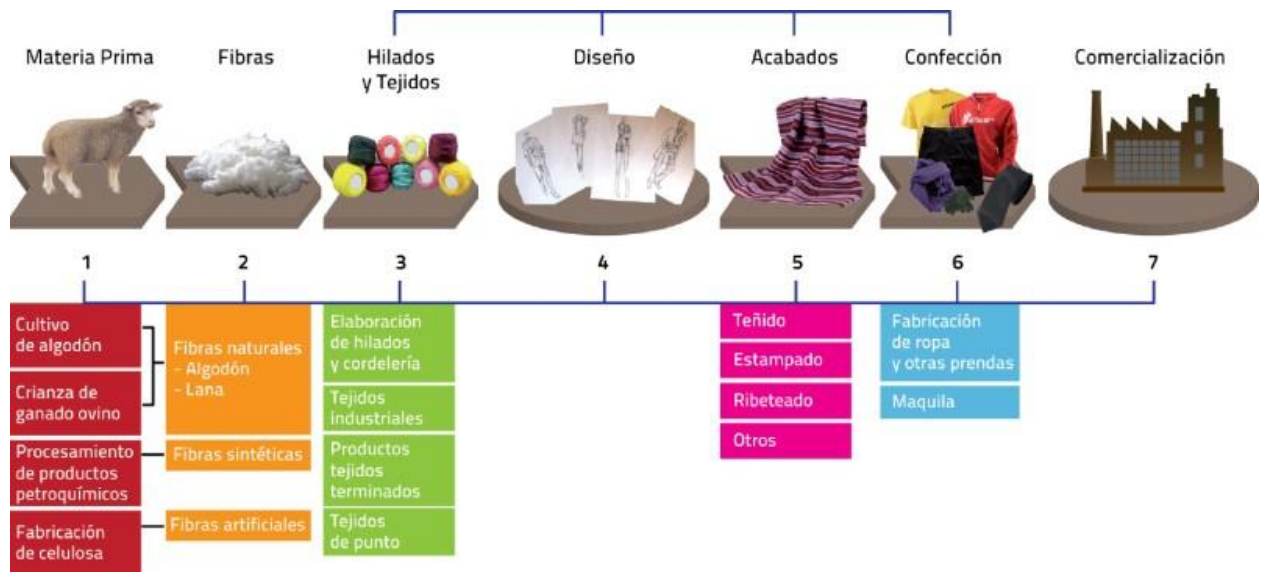 Materia Prima
Fibras
Hilados
y Tejidos
Diseño
Acabados
Confección
Comercialización
1
2
3
4
5
6
7
Cultivo
de algodón
Crianza de
ganado ovino
Procesamiento
de productos
petroquímicos
Fabricación
de celulosa
Fibras naturales
- Algodón
- Lana
Fibras sintéticas
Fibras artificiales
Elaboración
de hilados
y cordelería
Tejidos
industriales
Productos
tejidos
terminados
Tejidos
de punto
Teñido
Estampado
Ribeteado
Otros
Fabricación
de ropa
y otras prendas
Maquila